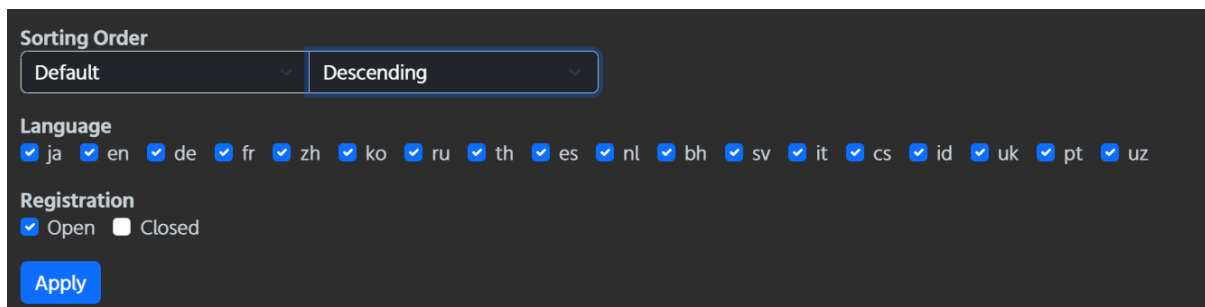 Sorting Order
Default Descending
Language
ja en de fr zh ko ru th es nl bh sv it cs id uk pt uz
Registration
Open Closed
Apply